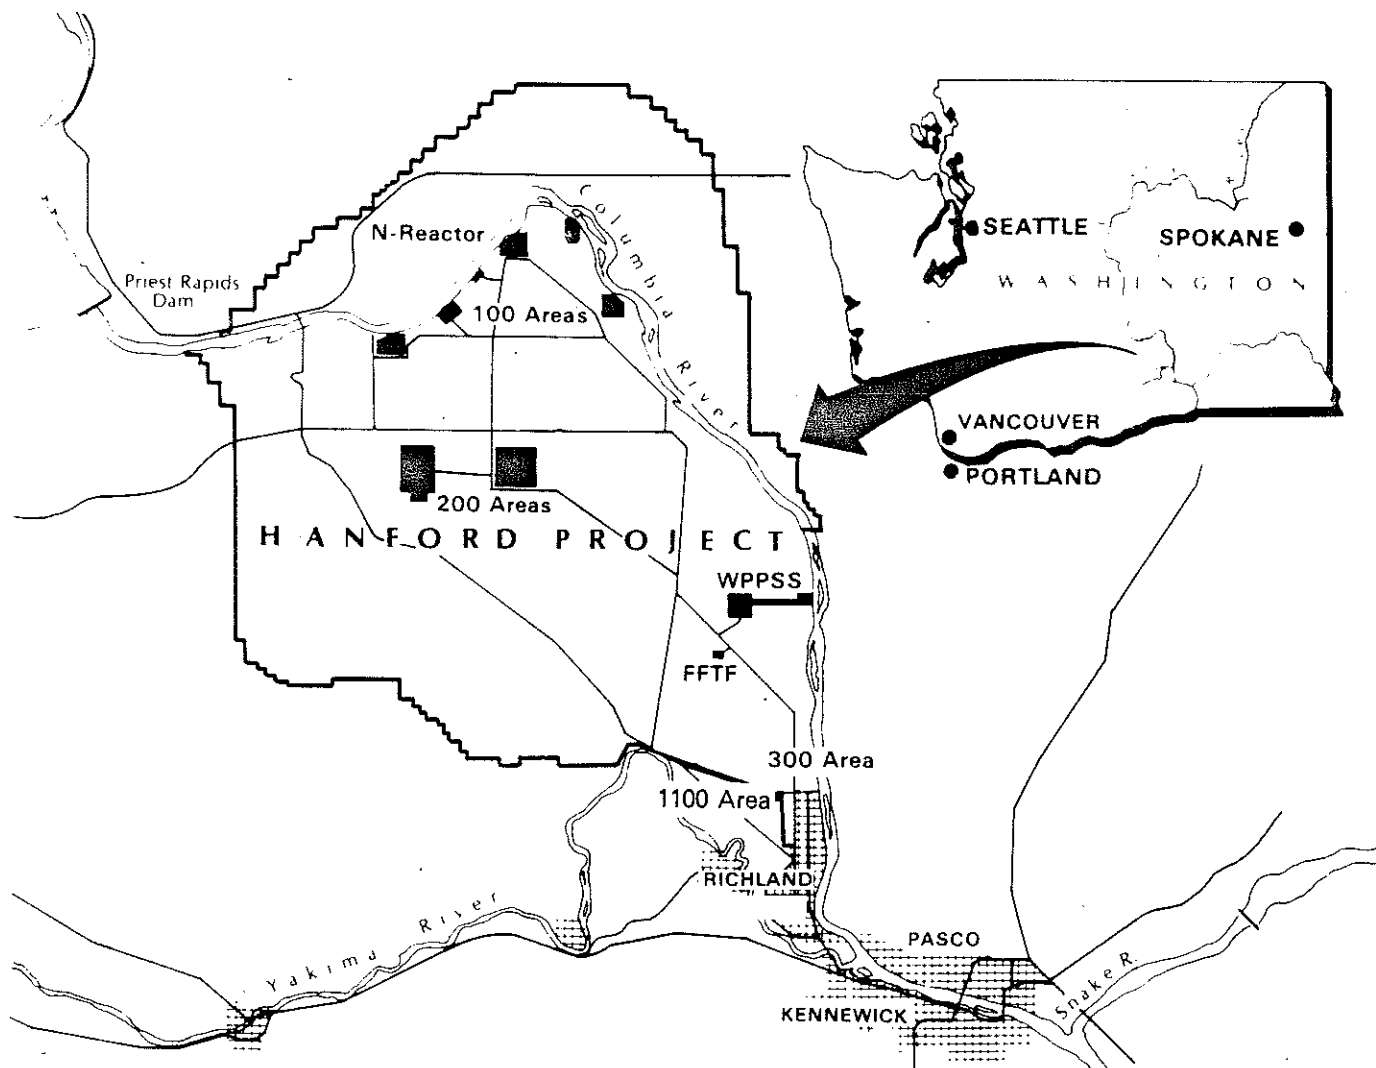 Columbia River
N-Reactor
SEATTLE
SPOKANE
Priest Rapids
Dam
WASHINGTON
100 Areas
VANCOUVER
PORTLAND
200 Areas
HANFORD PROJECT
WPPSS
FFTF
300 Area
1100 Area
RICHLAND
Yakima River
PASCO
Snake R.
KENNEWICK